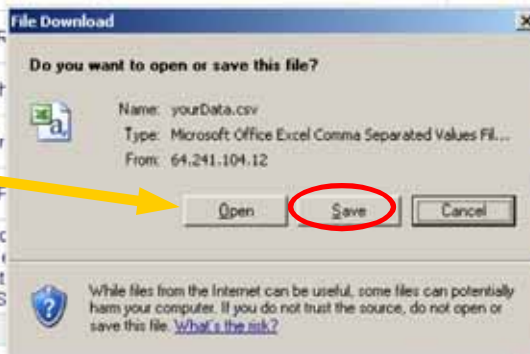 File Download
Do you want to open or save this file?
Name: yourData.csv
Type: Microsoft Office Excel Comma Separated Values Fil...
From: 64.241.104.12
Open Save Cancel
While files from the Internet can be useful, some files can potentially
harm your computer. If you do not trust the source, do not open or
save this file. What's the risk?